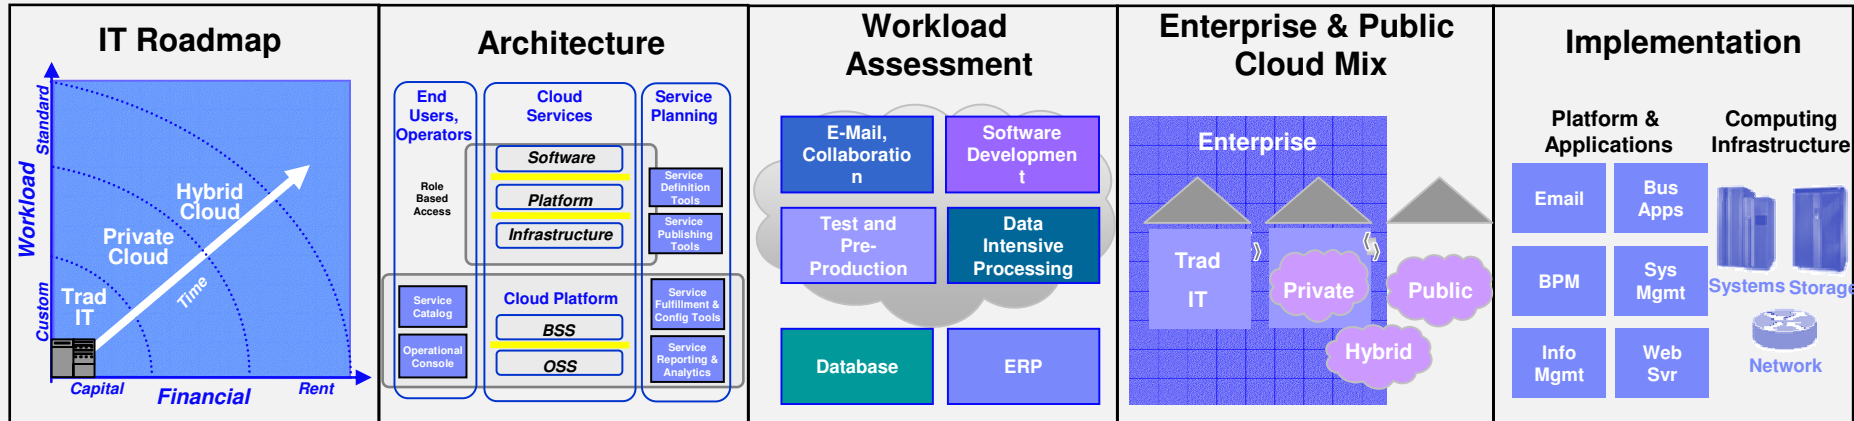 IT Roadmap
Standard
Workload
Custom
Hybrid
Cloud
Private
Cloud
Time
Trad
IT
Capital
Financial
Rent
Architecture
End
Users,
Operators
Cloud
Services
Service
Planning
Software
Platform
Infrastructure
Role
Based
Access
Service
Definition
Tools
Service
Publishing
Tools
Service
Catalog
Operational
Console
Cloud Platform
BSS
OSS
Service
Fulfillment &
Config Tools
Service
Reporting &
Analytics
Workload
Assessment
E-Mail,
Collaboratio
n
Software
Developmen
t
Test and
Pre-
Production
Data
Intensive
Processing
Database
ERP
Enterprise & Public
Cloud Mix
Enterprise
Trad
IT
Private
Public
Hybrid
Implementation
Platform &
Applications
Computing
Infrastructure
Email
Bus
Apps
BPM
Sys
Mgmt
Info
Mgmt
Web
Svr
Systems
Storage
Network